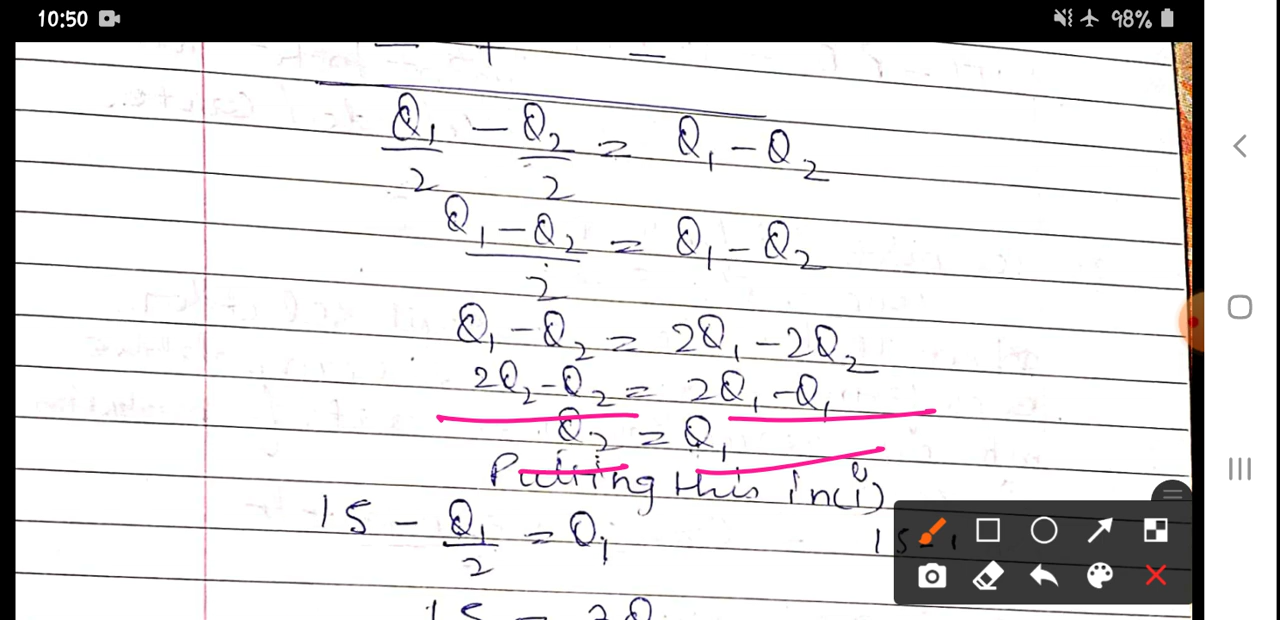 10:50 98%
- + =
Q₁/2 - Q₂/2 = Q₁ - Q₂
(Q₁ - Q₂)/2 = Q₁ - Q₂
Q₁ - Q₂ = 2Q₁ - 2Q₂
2Q₂ - Q₂ = 2Q₁ - Q₁
Q₂ = Q₁
Putting this in (i)
15 - Q₁/2 = Q₁